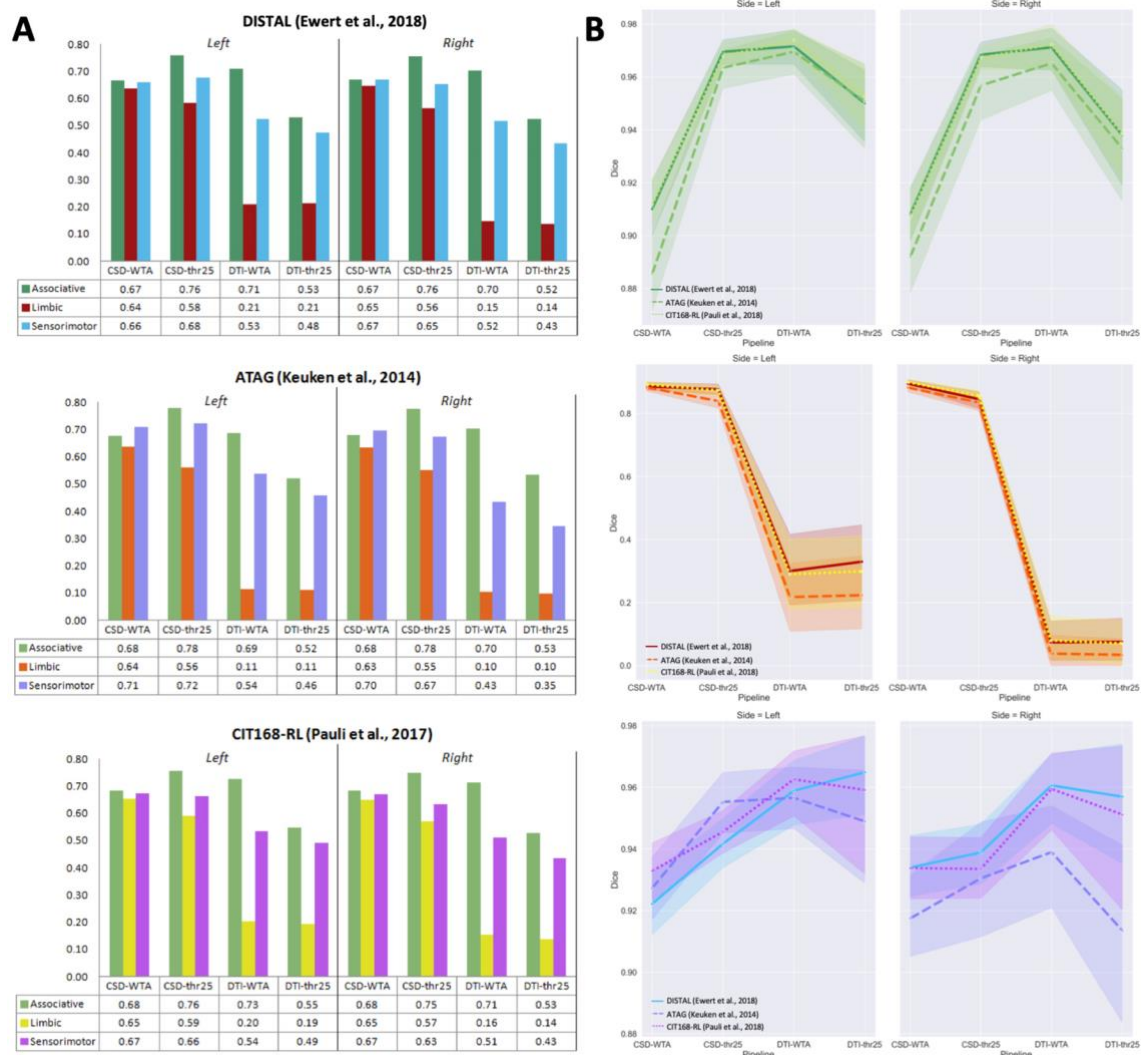 A
DISTAL (Ewert et al., 2018)
Left Right
0.80
0.70
0.60
0.50
0.40
0.30
0.20
0.10
0.00
CSD-WTA CSD-thr25 DTI-WTA DTI-thr25 CSD-WTA CSD-thr25 DTI-WTA DTI-thr25
Associative 0.67 0.76 0.71 0.53 0.67 0.76 0.70 0.52
Limbic 0.64 0.58 0.21 0.21 0.65 0.56 0.15 0.14
Sensorimotor 0.66 0.68 0.53 0.48 0.67 0.65 0.52 0.43
ATAG (Keuken et al., 2014)
Left Right
0.80
0.70
0.60
0.50
0.40
0.30
0.20
0.10
0.00
CSD-WTA CSD-thr25 DTI-WTA DTI-thr25 CSD-WTA CSD-thr25 DTI-WTA DTI-thr25
Associative 0.68 0.78 0.69 0.52 0.68 0.78 0.70 0.53
Limbic 0.64 0.56 0.11 0.11 0.63 0.55 0.10 0.10
Sensorimotor 0.71 0.72 0.54 0.46 0.70 0.67 0.43 0.35
CIT168-RL (Pauli et al., 2017)
Left Right
0.80
0.70
0.60
0.50
0.40
0.30
0.20
0.10
0.00
CSD-WTA CSD-thr25 DTI-WTA DTI-thr25 CSD-WTA CSD-thr25 DTI-WTA DTI-thr25
Associative 0.68 0.76 0.73 0.55 0.68 0.75 0.71 0.53
Limbic 0.65 0.59 0.20 0.19 0.65 0.57 0.16 0.14
Sensorimotor 0.67 0.66 0.54 0.49 0.67 0.63 0.51 0.43
B
Side = Left Side = Right
0.98
0.96
0.94
0.92
0.90
0.88
Dice
DISTAL (Ewert et al., 2018)
ATAG (Keuken et al., 2014)
CIT168-RL (Pauli et al., 2018)
CSD-WTA CSD-thr25 DTI-WTA DTI-thr25 CSD-WTA CSD-thr25 DTI-WTA DTI-thr25
Pipeline Pipeline
Side = Left Side = Right
0.8
0.6
0.4
0.2
0.0
Dice
DISTAL (Ewert et al., 2018)
ATAG (Keuken et al., 2014)
CIT168-RL (Pauli et al., 2018)
CSD-WTA CSD-thr25 DTI-WTA DTI-thr25 CSD-WTA CSD-thr25 DTI-WTA DTI-thr25
Pipeline Pipeline
Side = Left Side = Right
0.98
0.96
0.94
0.92
0.90
0.88
Dice
DISTAL (Ewert et al., 2018)
ATAG (Keuken et al., 2014)
CIT168-RL (Pauli et al., 2018)
CSD-WTA CSD-thr25 DTI-WTA DTI-thr25 CSD-WTA CSD-thr25 DTI-WTA DTI-thr25
Pipeline Pipeline